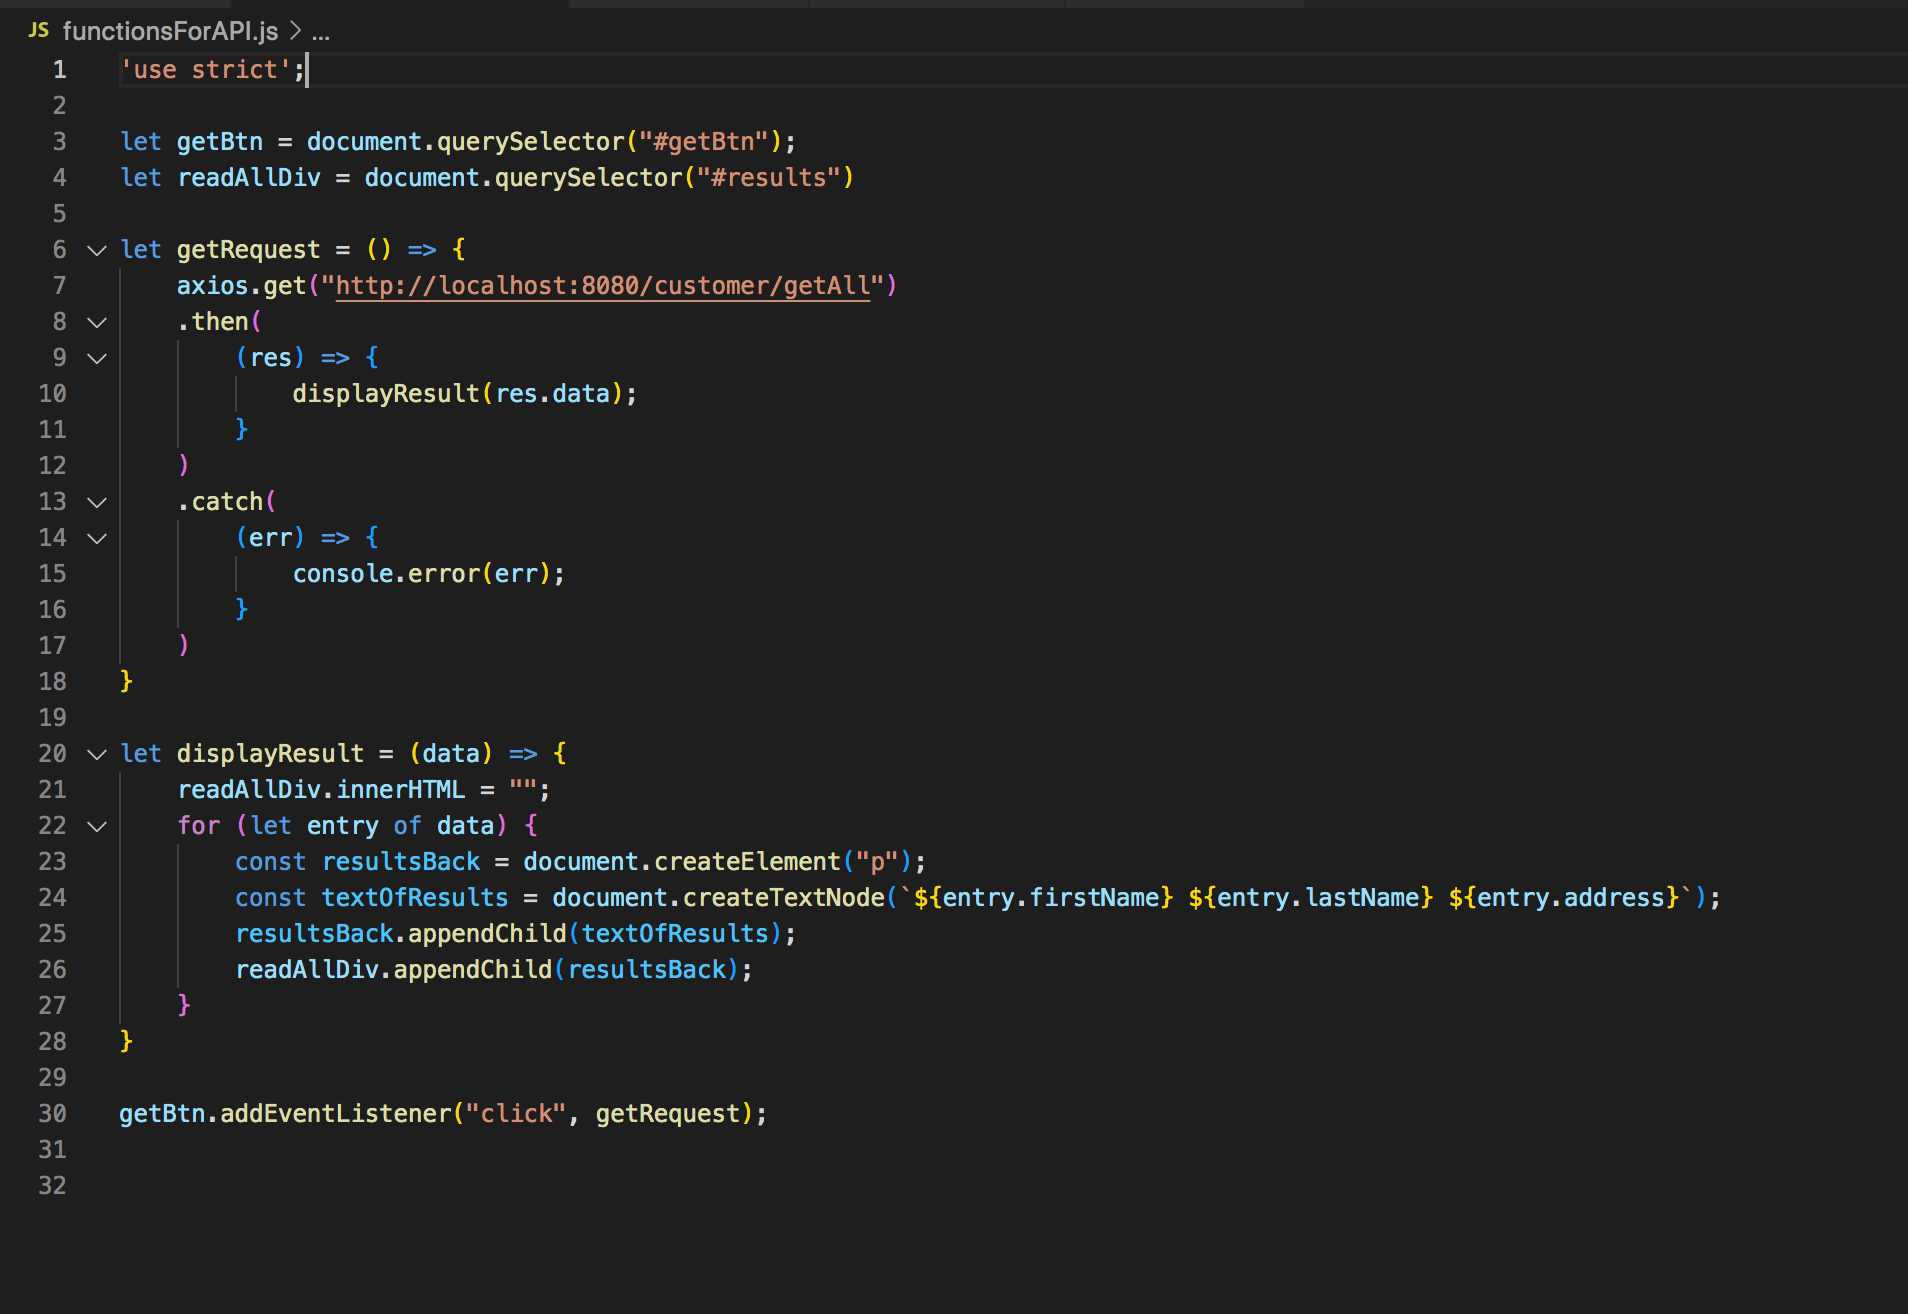 JS functionsForAPI.js > ...
1 'use strict';
2
3 let getBtn = document.querySelector("#getBtn");
4 let readAllDiv = document.querySelector("#results")
5
6 let getRequest = () => {
7     axios.get("http://localhost:8080/customer/getAll")
8     .then(
9         (res) => {
10             displayResult(res.data);
11         }
12     )
13     .catch(
14         (err) => {
15             console.error(err);
16         }
17     )
18 }
19
20 let displayResult = (data) => {
21     readAllDiv.innerHTML = "";
22     for (let entry of data) {
23         const resultsBack = document.createElement("p");
24         const textOfResults = document.createTextNode(`${entry.firstName} ${entry.lastName} ${entry.address}`);
25         resultsBack.appendChild(textOfResults);
26         readAllDiv.appendChild(resultsBack);
27     }
28 }
29
30 getBtn.addEventListener("click", getRequest);
31
32